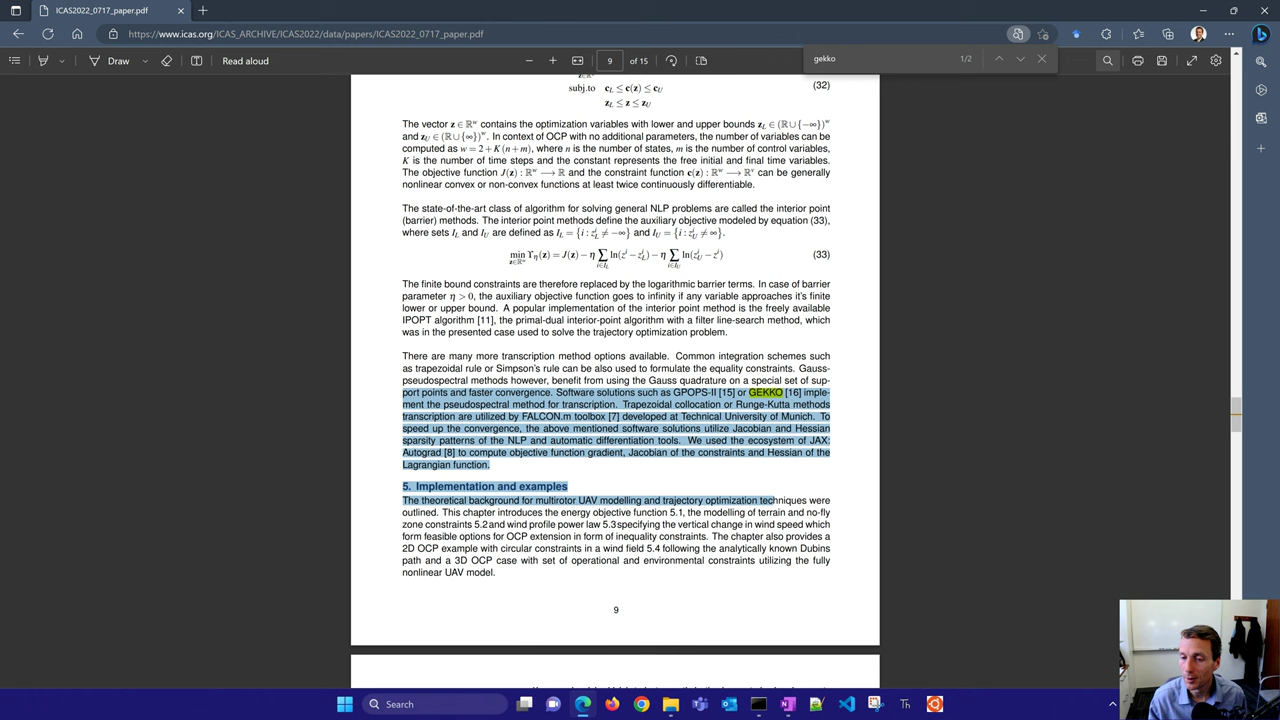 ICAS2022_0717_paper.pdf
https://www.icas.org/ICAS_ARCHIVE/ICAS2022/data/papers/ICAS2022_0717_paper.pdf
Draw
Read aloud
9 of 15
gekko 1/2
z∈ℝʷ
subj.to c_L ≤ c(z) ≤ c_U (32)
z_L ≤ z ≤ z_U
The vector z ∈ ℝʷ contains the optimization variables with lower and upper bounds z_L ∈ (ℝ∪{−∞})ʷ
and z_U ∈ (ℝ∪{∞})ʷ. In context of OCP with no additional parameters, the number of variables can be
computed as w = 2+K(n+m), where n is the number of states, m is the number of control variables,
K is the number of time steps and the constant represents the free initial and final time variables.
The objective function J(z) : ℝʷ ⟶ ℝ and the constraint function c(z) : ℝʷ ⟶ ℝᵛ can be generally
nonlinear convex or non-convex functions at least twice continuously differentiable.
The state-of-the-art class of algorithm for solving general NLP problems are called the interior point
(barrier) methods. The interior point methods define the auxiliary objective modeled by equation (33),
where sets I_L and I_U are defined as I_L = {i : z_L^i ≠ −∞} and I_U = {i : z_U^i ≠ ∞}.
min z∈ℝʷ ϒ_η(z) = J(z) − η ∑ i∈I_L ln(z^i − z_L^i) − η ∑ i∈I_U ln(z_U^i − z^i) (33)
The finite bound constraints are therefore replaced by the logarithmic barrier terms. In case of barrier
parameter η > 0, the auxiliary objective function goes to infinity if any variable approaches it's finite
lower or upper bound. A popular implementation of the interior point method is the freely available
IPOPT algorithm [11], the primal-dual interior-point algorithm with a filter line-search method, which
was in the presented case used to solve the trajectory optimization problem.
There are many more transcription method options available. Common integration schemes such
as trapezoidal rule or Simpson's rule can be also used to formulate the equality constraints. Gauss-
pseudospectral methods however, benefit from using the Gauss quadrature on a special set of sup-
port points and faster convergence. Software solutions such as GPOPS-II [15] or GEKKO [16] imple-
ment the pseudospectral method for transcription. Trapezoidal collocation or Runge-Kutta methods
transcription are utilized by FALCON.m toolbox [7] developed at Technical University of Munich. To
speed up the convergence, the above mentioned software solutions utilize Jacobian and Hessian
sparsity patterns of the NLP and automatic differentiation tools. We used the ecosystem of JAX:
Autograd [8] to compute objective function gradient, Jacobian of the constraints and Hessian of the
Lagrangian function.
5. Implementation and examples
The theoretical background for multirotor UAV modelling and trajectory optimization techniques were
outlined. This chapter introduces the energy objective function 5.1, the modelling of terrain and no-fly
zone constraints 5.2 and wind profile power law 5.3 specifying the vertical change in wind speed which
form feasible options for OCP extension in form of inequality constraints. The chapter also provides a
2D OCP example with circular constraints in a wind field 5.4 following the analytically known Dubins
path and a 3D OCP case with set of operational and environmental constraints utilizing the fully
nonlinear UAV model.
9
Search